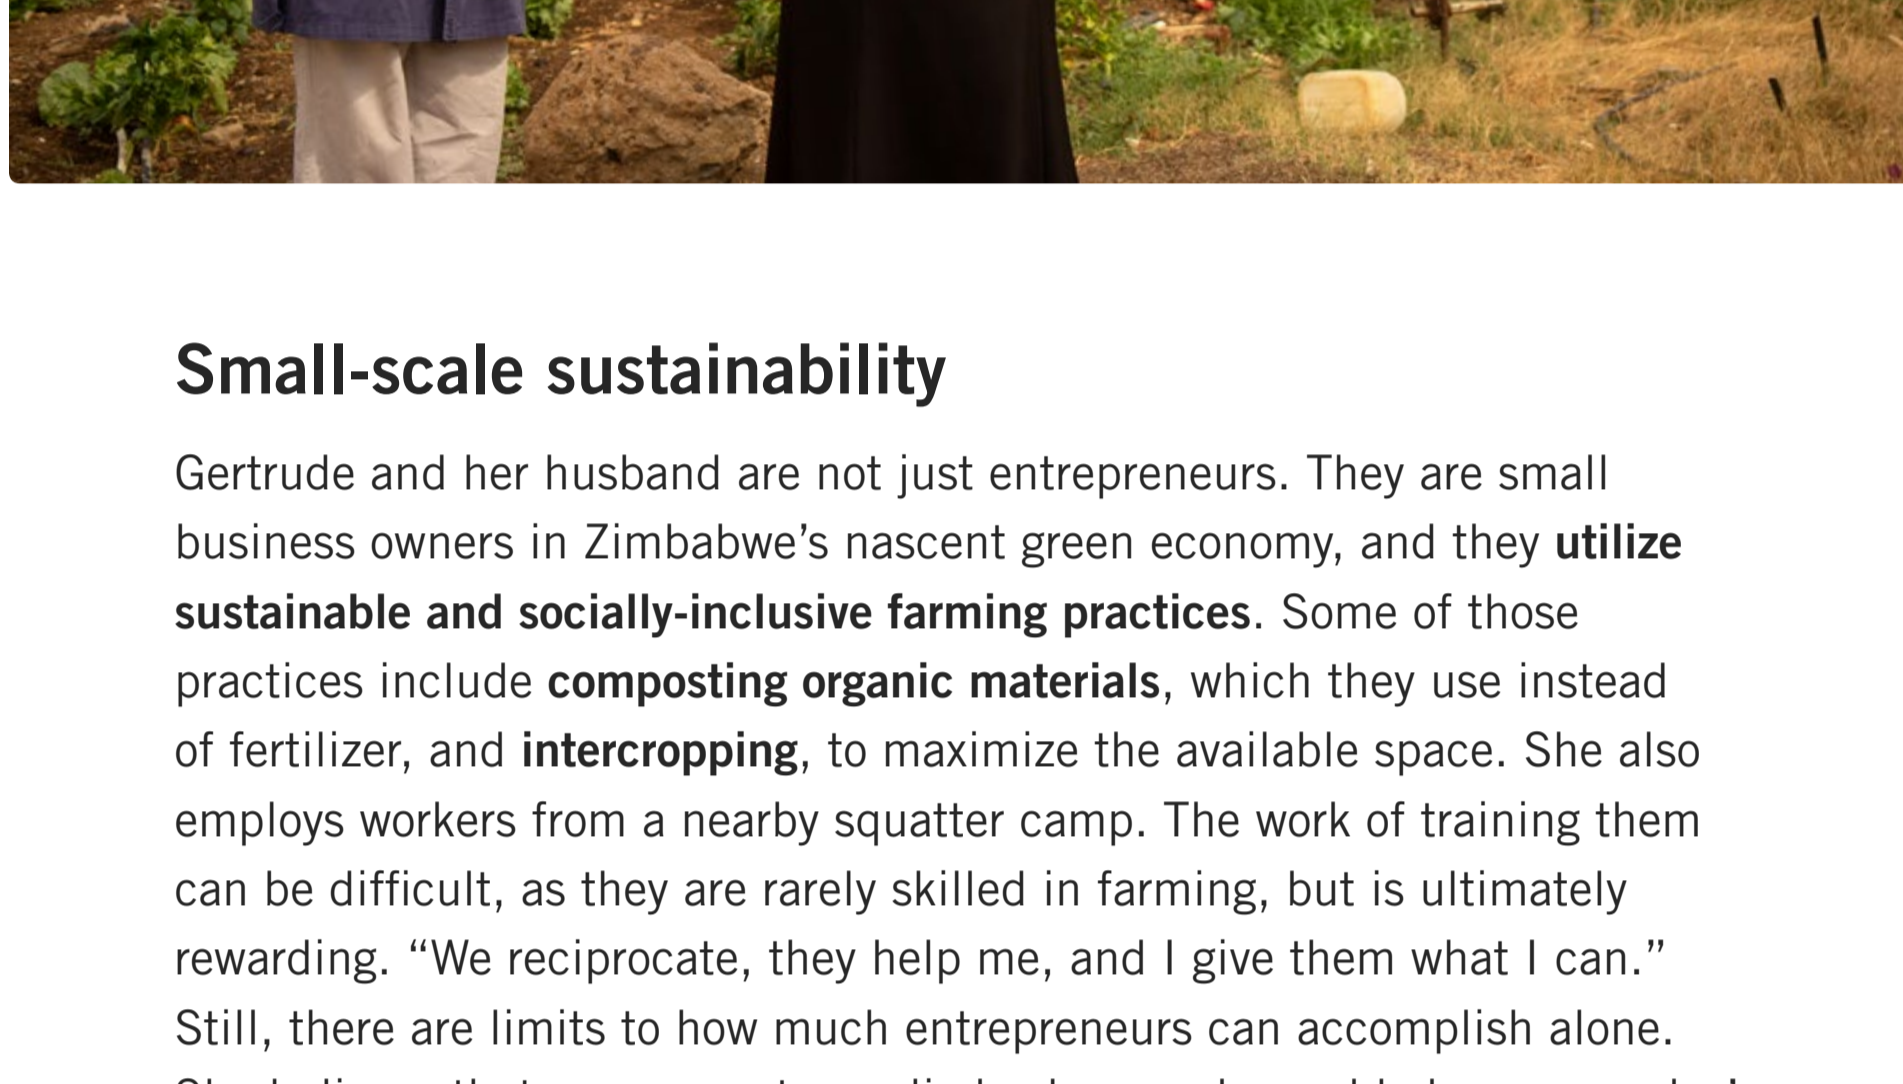 Small-scale sustainability
Gertrude and her husband are not just entrepreneurs. They are small
business owners in Zimbabwe’s nascent green economy, and they utilize
sustainable and socially-inclusive farming practices. Some of those
practices include composting organic materials, which they use instead
of fertilizer, and intercropping, to maximize the available space. She also
employs workers from a nearby squatter camp. The work of training them
can be difficult, as they are rarely skilled in farming, but is ultimately
rewarding. “We reciprocate, they help me, and I give them what I can.”
Still, there are limits to how much entrepreneurs can accomplish alone.